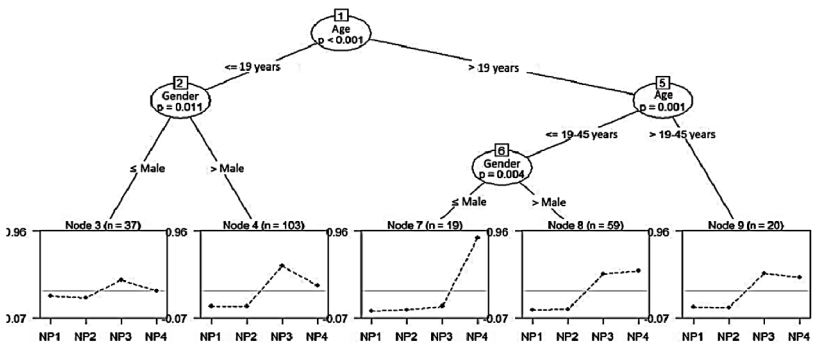 1
Age
p < 0.001
<= 19 years
> 19 years
2
Gender
p = 0.011
5
Age
p = 0.001
<= 19-45 years
> 19-45 years
6
Gender
p = 0.004
≤ Male
> Male
≤ Male
> Male
Node 3 (n = 37)
Node 4 (n = 103)
Node 7 (n = 19)
Node 8 (n = 59)
Node 9 (n = 20)
0.96
0.96
0.96
0.96
0.96
0.07
-0.07
-0.07
-0.07
-0.07
NP1 NP2 NP3 NP4
NP1 NP2 NP3 NP4
NP1 NP2 NP3 NP4
NP1 NP2 NP3 NP4
NP1 NP2 NP3 NP4